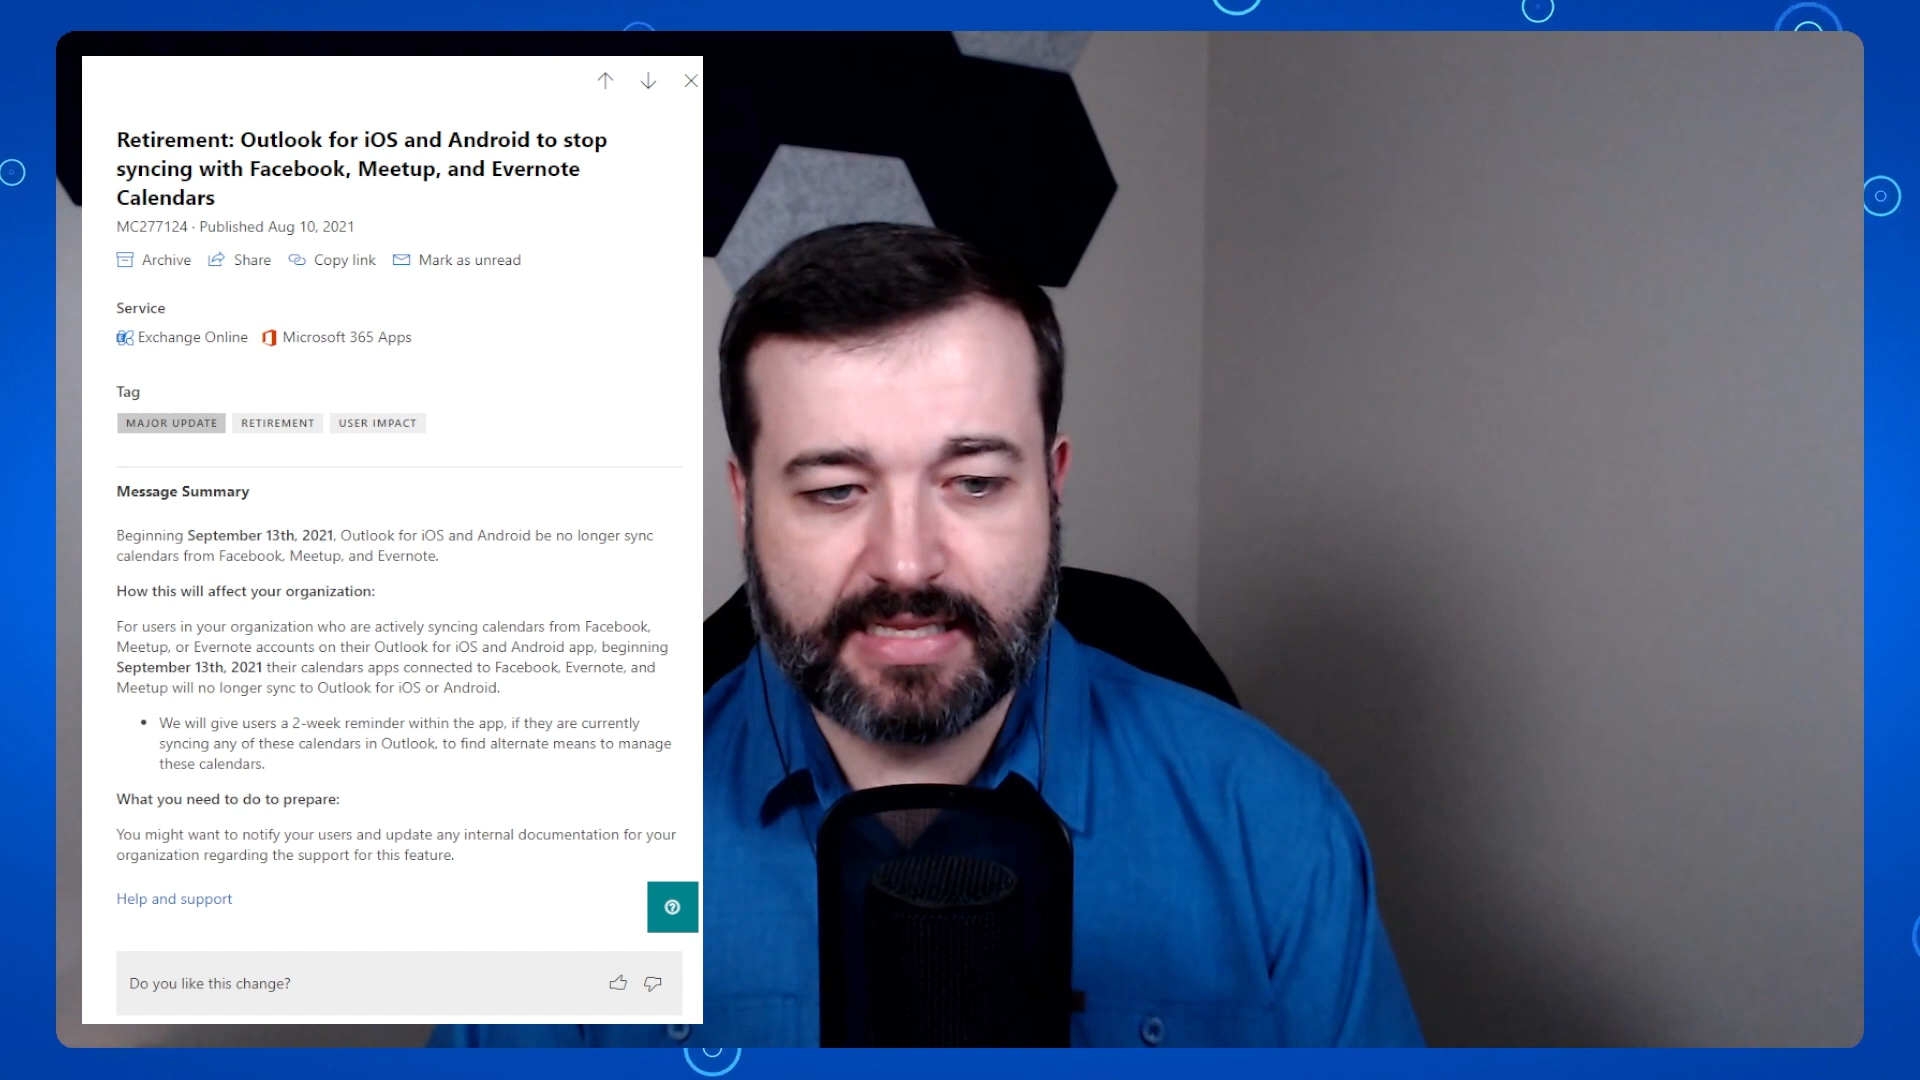 Retirement: Outlook for iOS and Android to stop
syncing with Facebook, Meetup, and Evernote
Calendars
MC277124 · Published Aug 10, 2021
Archive Share Copy link Mark as unread
Service
Exchange Online Microsoft 365 Apps
Tag
MAJOR UPDATE RETIREMENT USER IMPACT
Message Summary
Beginning September 13th, 2021, Outlook for iOS and Android be no longer sync
calendars from Facebook, Meetup, and Evernote.
How this will affect your organization:
For users in your organization who are actively syncing calendars from Facebook,
Meetup, or Evernote accounts on their Outlook for iOS and Android app, beginning
September 13th, 2021 their calendars apps connected to Facebook, Evernote, and
Meetup will no longer sync to Outlook for iOS or Android.
• We will give users a 2-week reminder within the app, if they are currently
syncing any of these calendars in Outlook, to find alternate means to manage
these calendars.
What you need to do to prepare:
You might want to notify your users and update any internal documentation for your
organization regarding the support for this feature.
Help and support
Do you like this change?